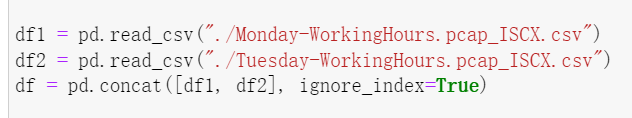 df1 = pd.read_csv("./Monday-WorkingHours.pcap_ISCX.csv")
df2 = pd.read_csv("./Tuesday-WorkingHours.pcap_ISCX.csv")
df = pd.concat([df1, df2], ignore_index=True)